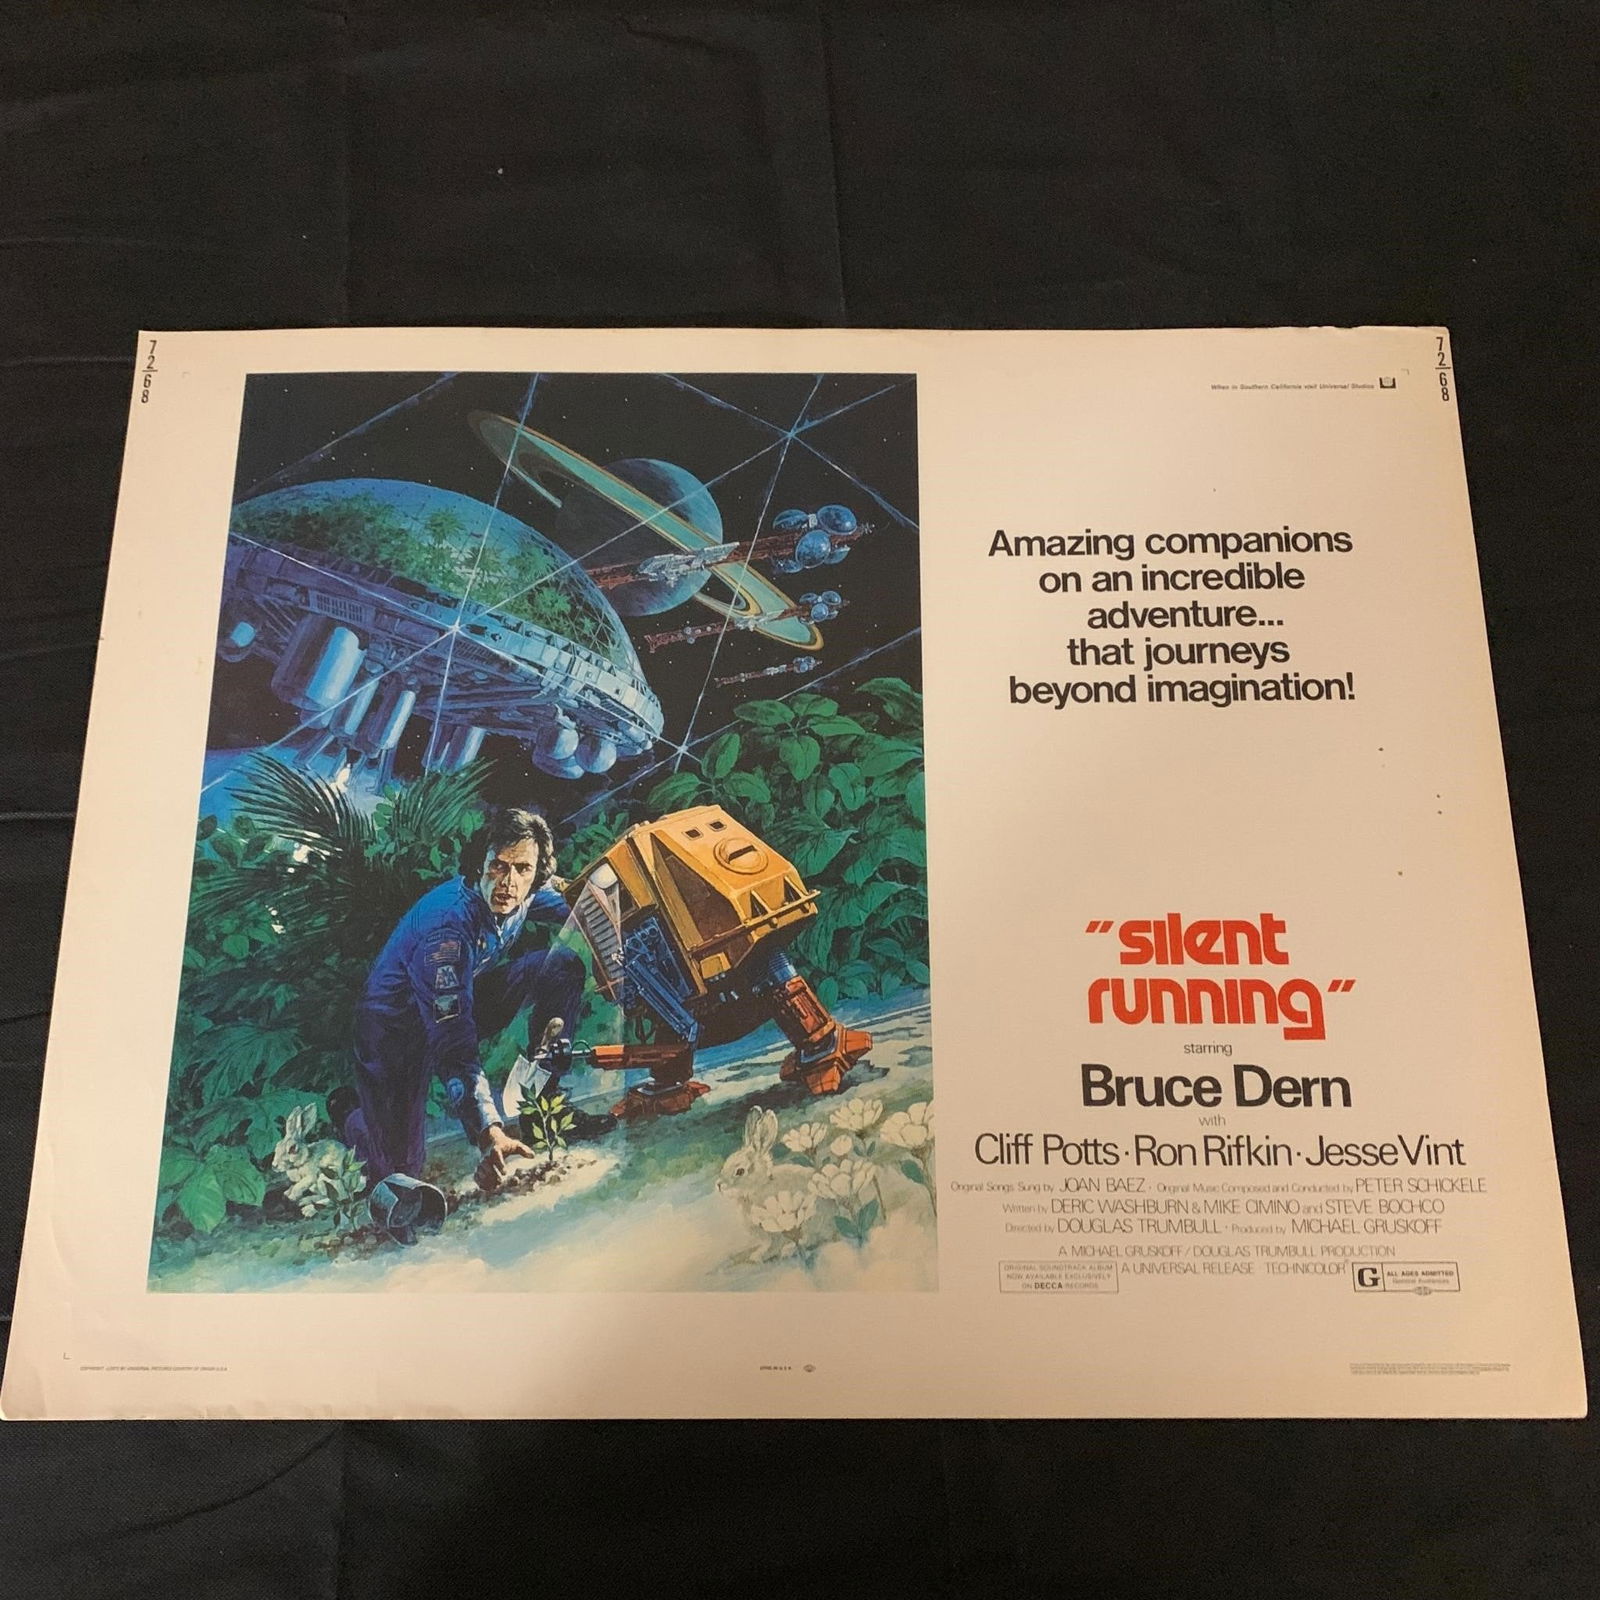 72/68
72/68
When in Southern California visit Universal Studios
Amazing companions
on an incredible
adventure...
that journeys
beyond imagination!
"silent
running"
starring
Bruce Dern
with
Cliff Potts · Ron Rifkin · Jesse Vint
Original Songs Sung by JOAN BAEZ · Original Music Composed and Conducted by PETER SCHICKELE
Written by DERIC WASHBURN & MIKE CIMINO and STEVE BOCHCO
Directed by DOUGLAS TRUMBULL · Produced by MICHAEL GRUSKOFF
A MICHAEL GRUSKOFF/DOUGLAS TRUMBULL PRODUCTION
A UNIVERSAL RELEASE TECHNICOLOR®
ORIGINAL SOUNDTRACK ALBUM
NOW AVAILABLE EXCLUSIVELY
ON DECCA RECORDS
G ALL AGES ADMITTED
General Audiences